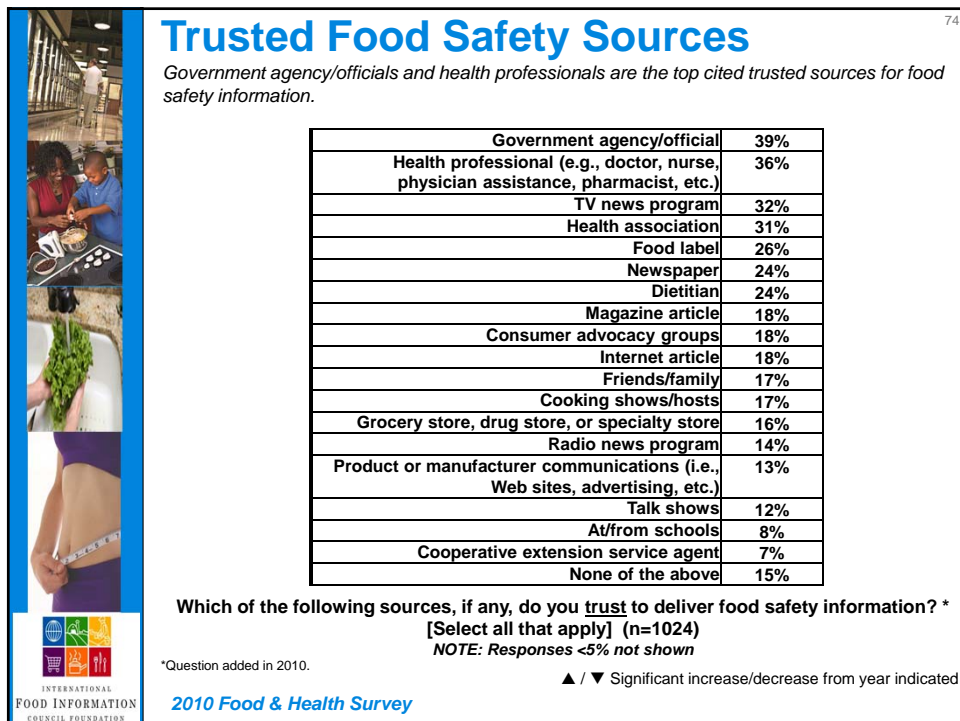 74
Trusted Food Safety Sources
Government agency/officials and health professionals are the top cited trusted sources for food
safety information.
Government agency/official 39%
Health professional (e.g., doctor, nurse, 36%
physician assistance, pharmacist, etc.)
TV news program 32%
Health association 31%
Food label 26%
Newspaper 24%
Dietitian 24%
Magazine article 18%
Consumer advocacy groups 18%
Internet article 18%
Friends/family 17%
Cooking shows/hosts 17%
Grocery store, drug store, or specialty store 16%
Radio news program 14%
Product or manufacturer communications (i.e., 13%
Web sites, advertising, etc.)
Talk shows 12%
At/from schools 8%
Cooperative extension service agent 7%
None of the above 15%
Which of the following sources, if any, do you trust to deliver food safety information? *
[Select all that apply] (n=1024)
NOTE: Responses <5% not shown
*Question added in 2010.
▲ / ▼ Significant increase/decrease from year indicated
INTERNATIONAL
FOOD INFORMATION
COUNCIL FOUNDATION
2010 Food & Health Survey